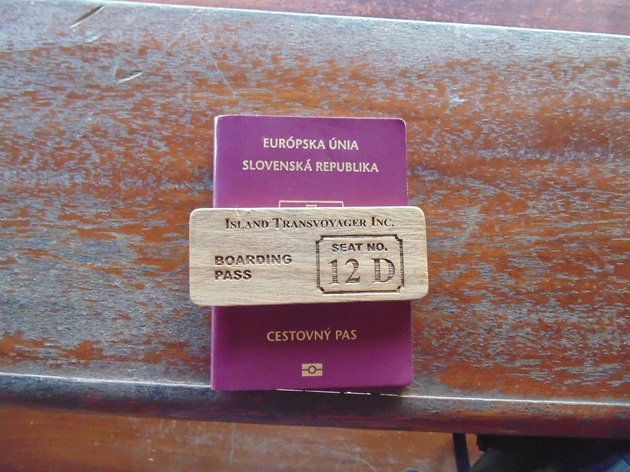 EURÓPSKA ÚNIA
SLOVENSKÁ REPUBLIKA
ISLAND TRANSVOYAGER INC.
BOARDING
PASS
SEAT NO.
12 D
CESTOVNÝ PAS